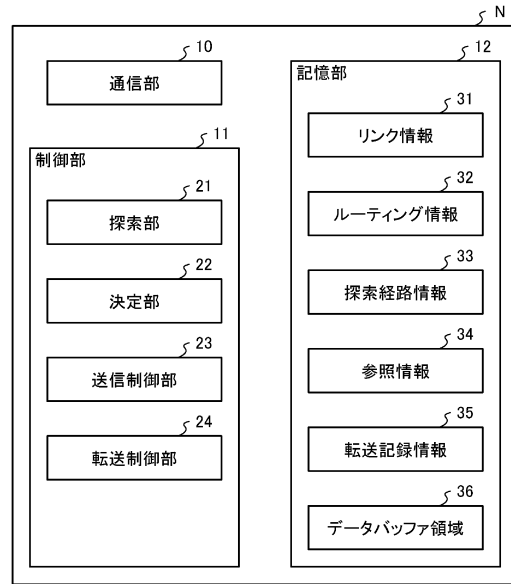 N
10
通信部
11
制御部
21
探索部
22
決定部
23
送信制御部
24
転送制御部
12
記憶部
31
リンク情報
32
ルーティング情報
33
探索経路情報
34
参照情報
35
転送記録情報
36
データバッファ領域